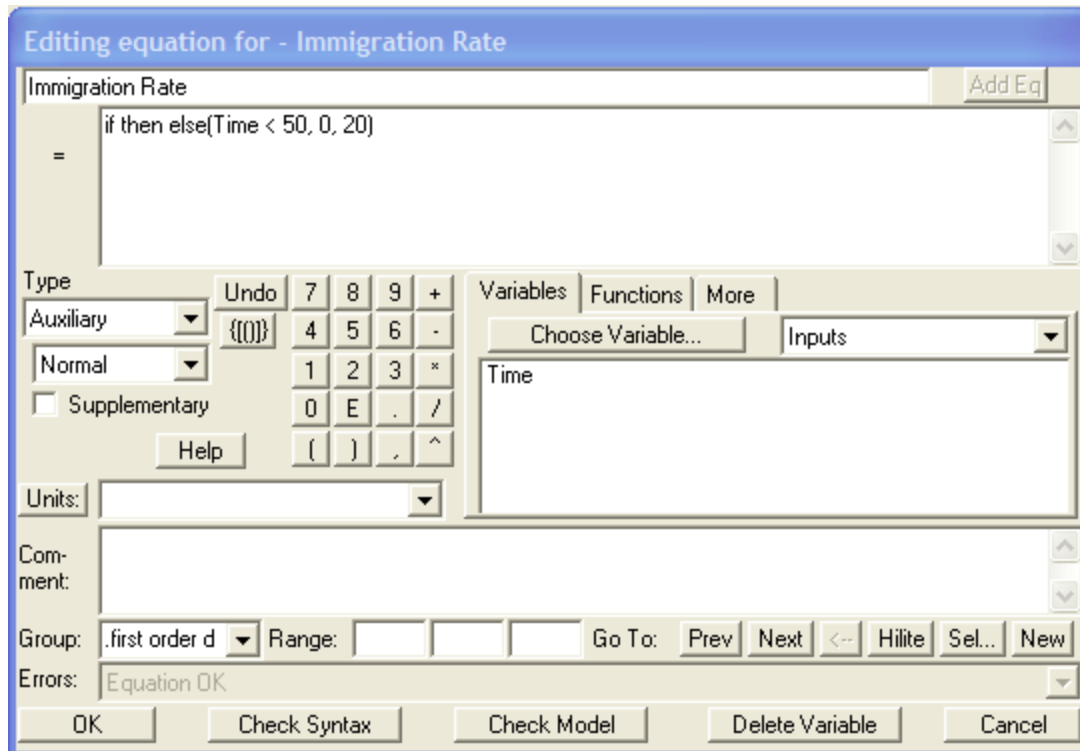 Editing equation for - Immigration Rate
Immigration Rate Add Eq
= if then else(Time < 50, 0, 20)
Type
Auxiliary
Normal
Supplementary
Help
Undo 7 8 9 +
{[()]} 4 5 6 -
1 2 3 *
0 E . /
( ) , ^
Variables Functions More
Choose Variable... Inputs
Time
Units:
Com-
ment:
Group: .first order d Range: Go To: Prev Next <-- Hilite Sel... New
Errors: Equation OK
OK Check Syntax Check Model Delete Variable Cancel